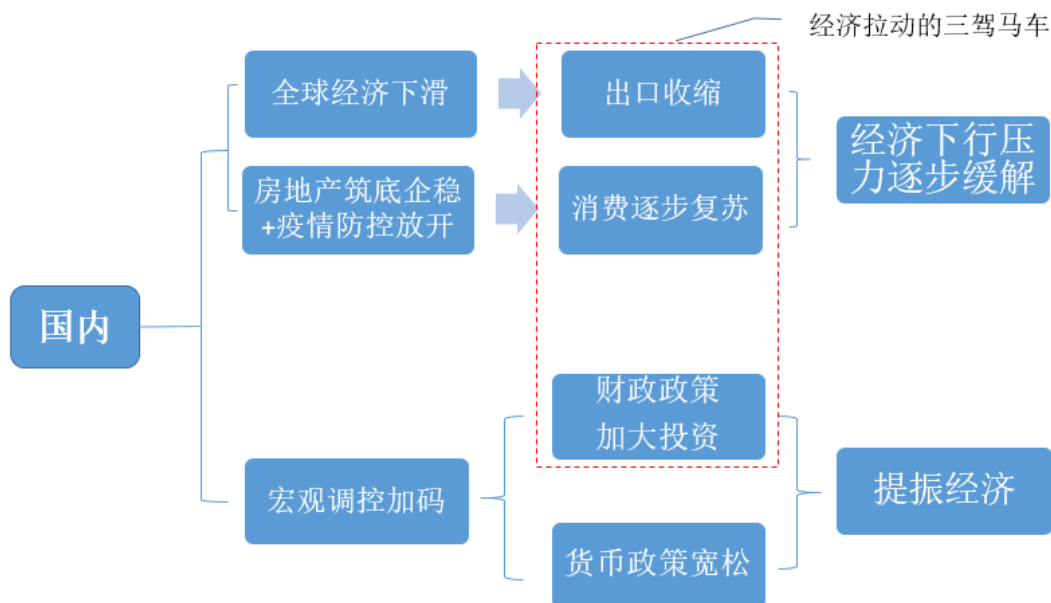 经济拉动的三驾马车
全球经济下滑
出口收缩
经济下行压
力逐步缓解
房地产筑底企稳
+疫情防控放开
消费逐步复苏
国内
财政政策
加大投资
宏观调控加码
提振经济
货币政策宽松